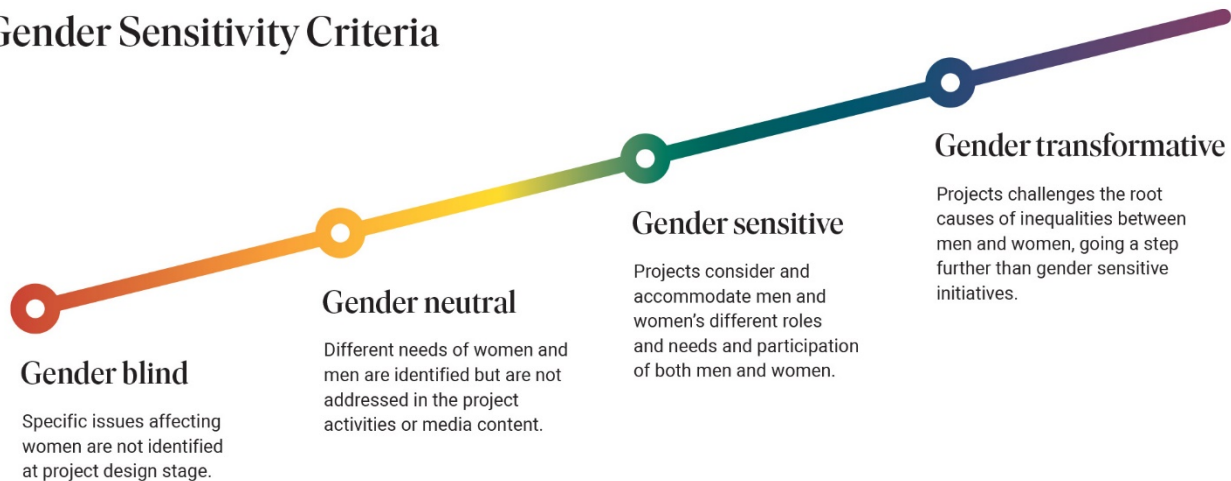 Gender Sensitivity Criteria
Gender blind
Specific issues affecting
women are not identified
at project design stage.
Gender neutral
Different needs of women and
men are identified but are not
addressed in the project
activities or media content.
Gender sensitive
Projects consider and
accommodate men and
women’s different roles
and needs and participation
of both men and women.
Gender transformative
Projects challenges the root
causes of inequalities between
men and women, going a step
further than gender sensitive
initiatives.